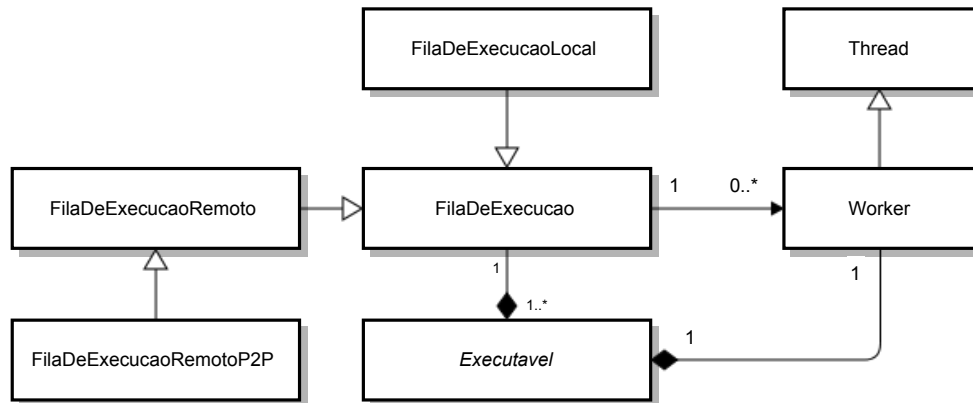 FilaDeExecucaoLocal
Thread
FilaDeExecucaoRemoto
FilaDeExecucao
1
0..*
Worker
1
1..*
1
1
FilaDeExecucaoRemotoP2P
Executavel